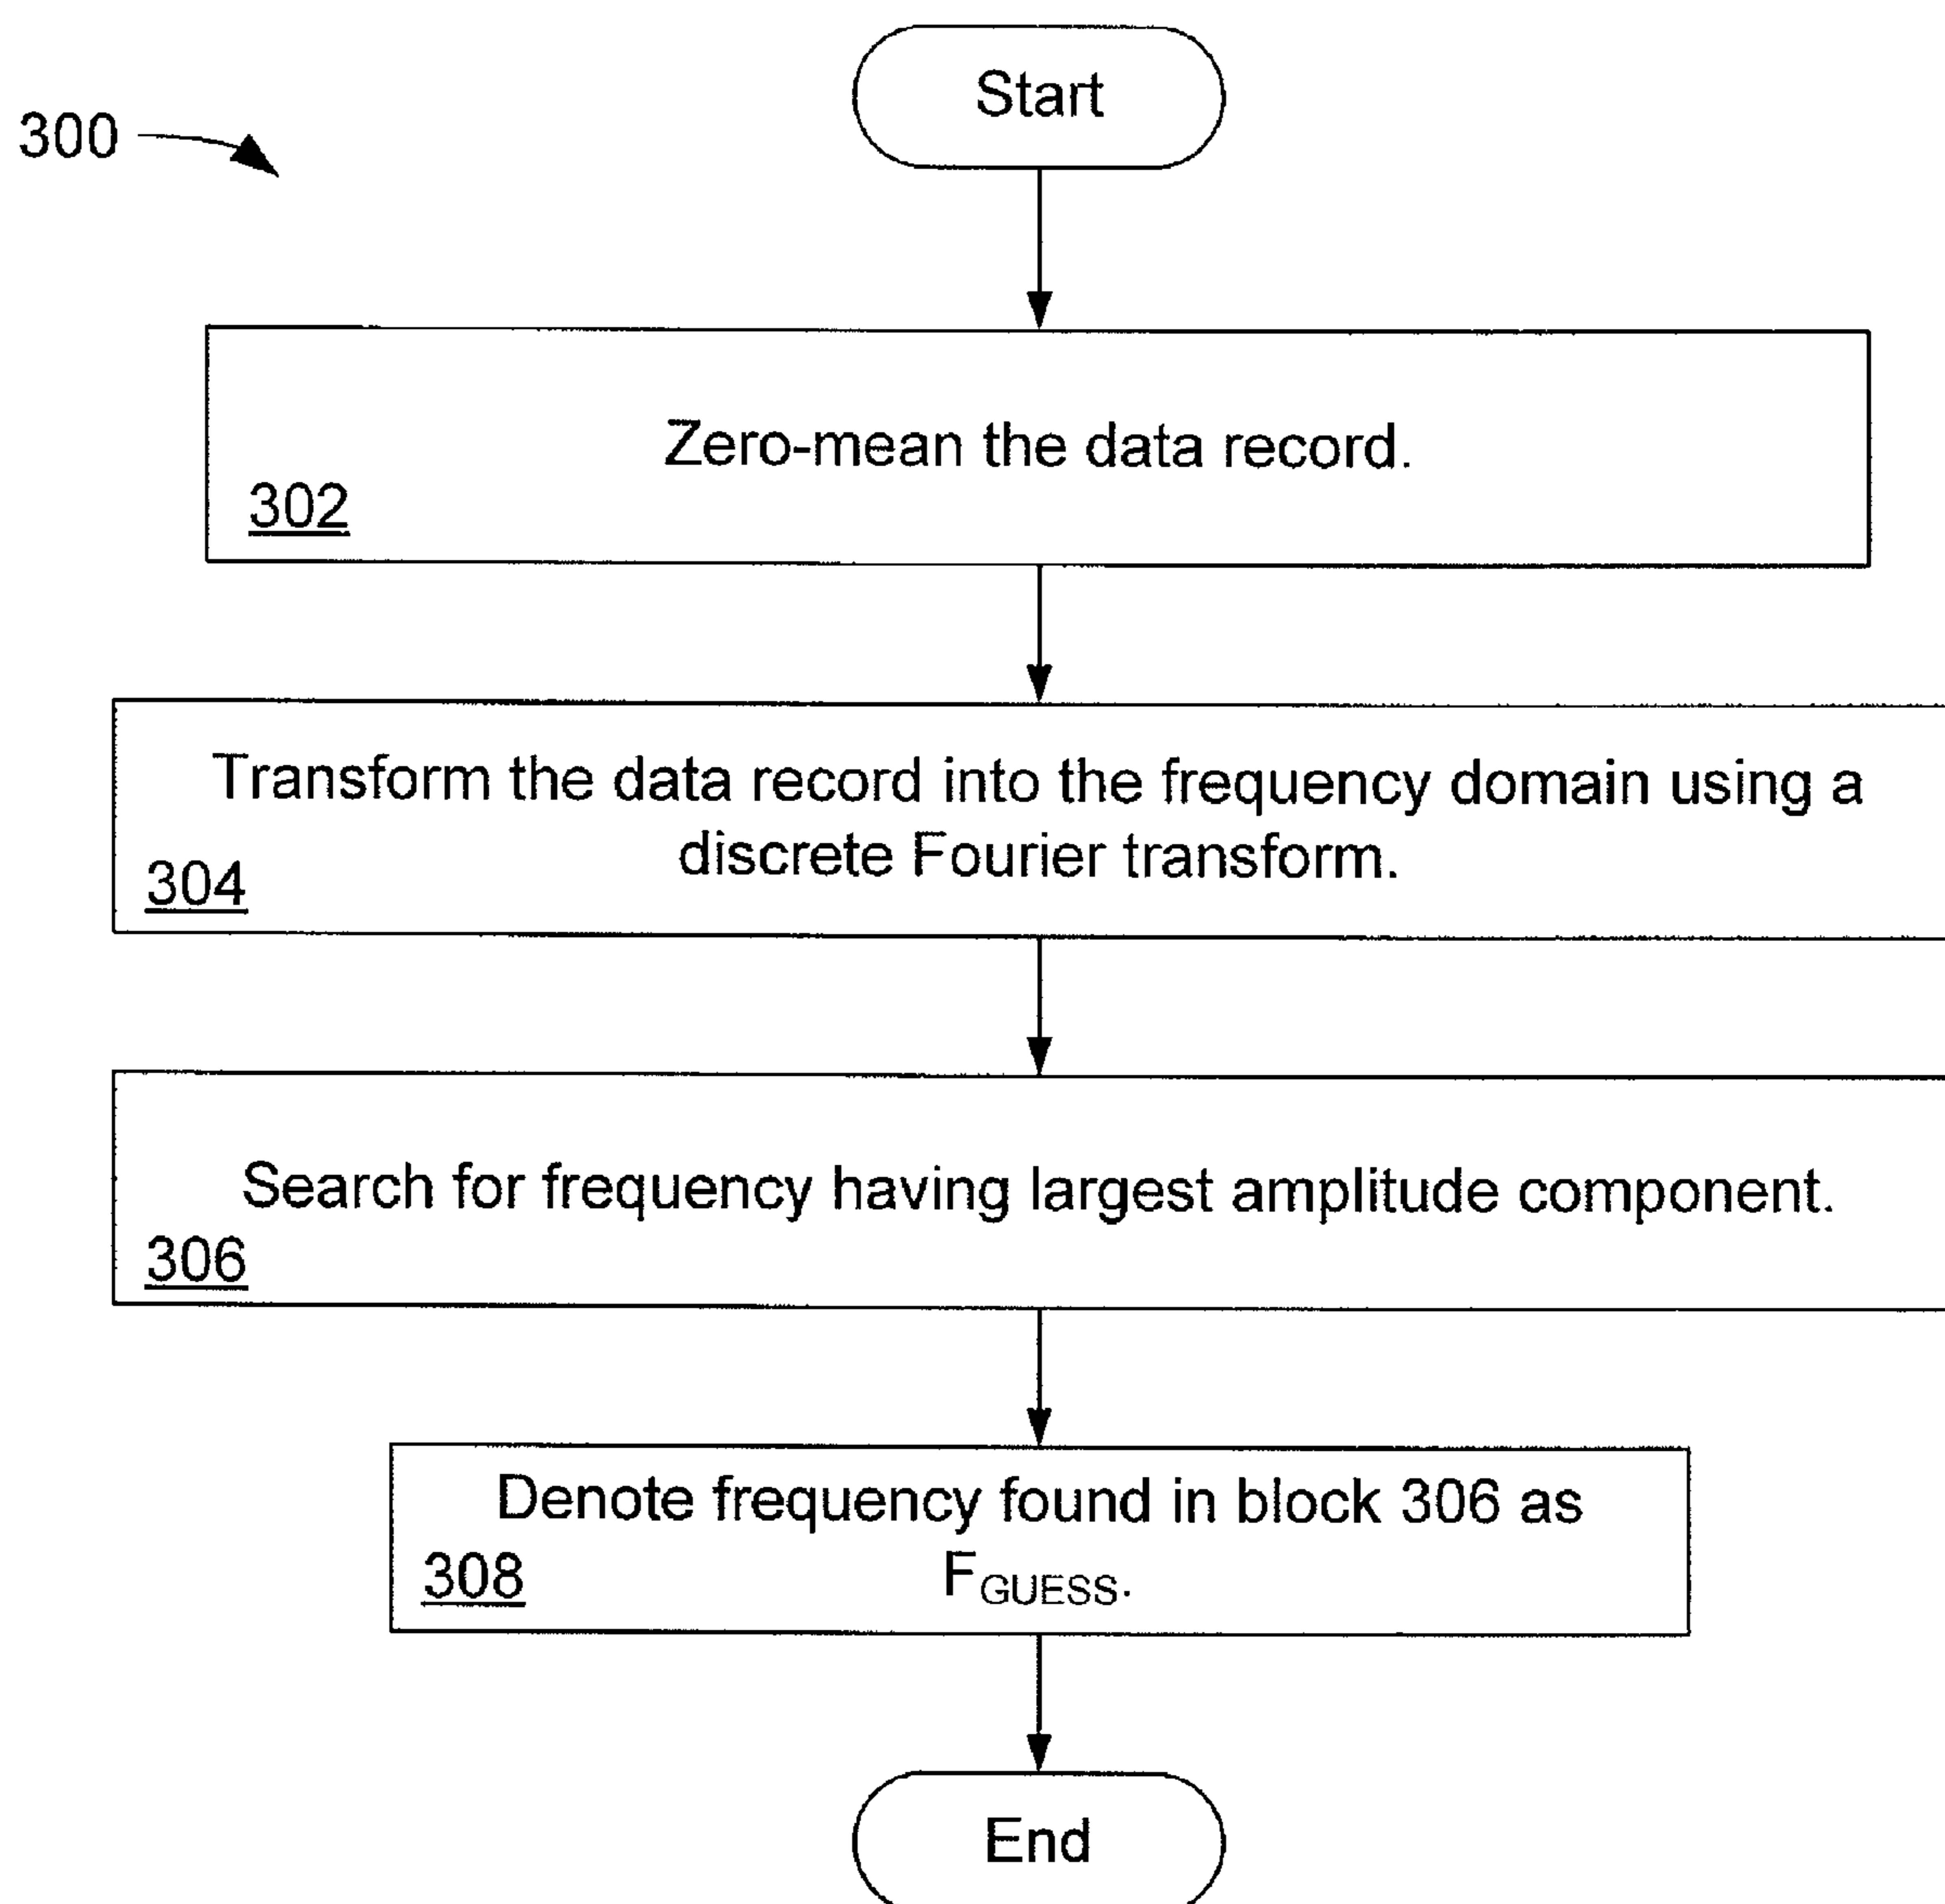 Start
300
Zero-mean the data record.
302
Transform the data record into the frequency domain using a
discrete Fourier transform.
304
Search for frequency having largest amplitude component.
306
Denote frequency found in block 306 as
F_GUESS.
308
End